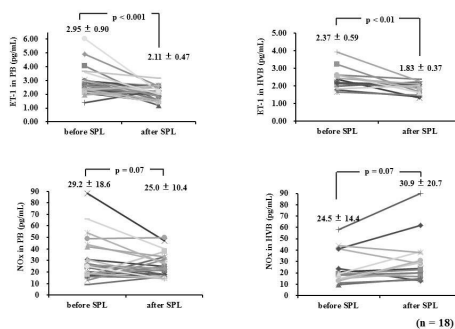 p < 0.001
2.95 ± 0.90
2.11 ± 0.47
ET-1 in PB (pg/mL)
6.00
5.00
4.00
3.00
2.00
1.00
0.00
before SPL
after SPL
p < 0.01
2.37 ± 0.59
1.83 ± 0.37
ET-1 in HVB (pg/mL)
6.00
5.00
4.00
3.00
2.00
1.00
0.00
before SPL
after SPL
p = 0.07
29.2 ± 18.6
25.0 ± 10.4
NOx in PB (pg/mL)
90
80
70
60
50
40
30
20
10
0
before SPL
after SPL
p = 0.07
24.5 ± 14.4
30.9 ± 20.7
NOx in HVB (pg/mL)
90
80
70
60
50
40
30
20
10
0
before SPL
after SPL
(n = 18)